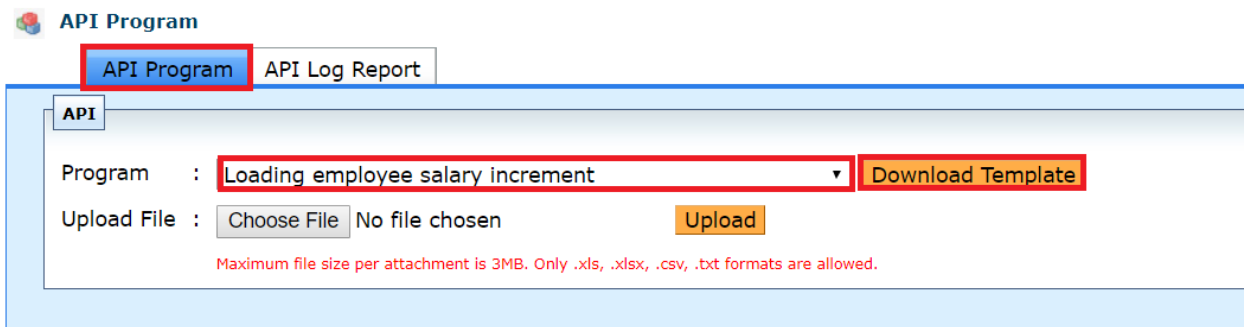 API Program
API Program API Log Report
API
Program : Loading employee salary increment Download Template
Upload File : Choose File No file chosen Upload
Maximum file size per attachment is 3MB. Only .xls, .xlsx, .csv, .txt formats are allowed.